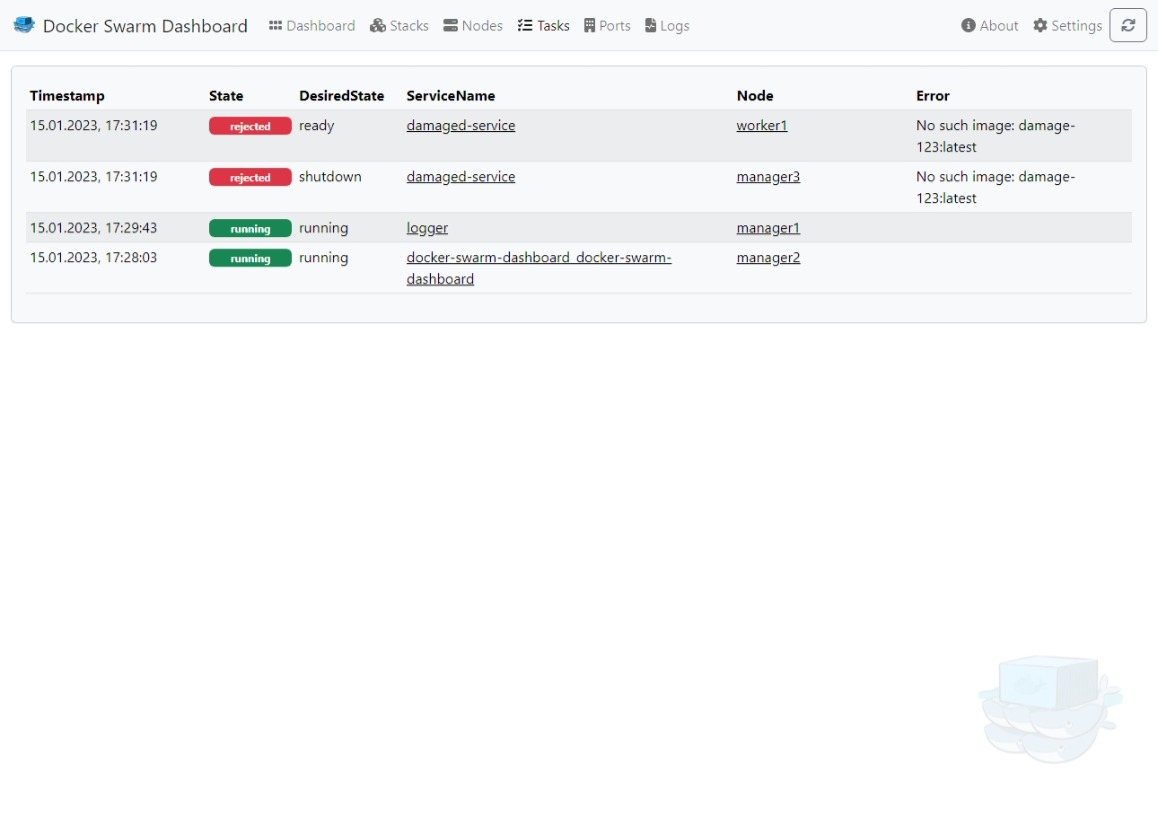 Docker Swarm Dashboard Dashboard Stacks Nodes Tasks Ports Logs About Settings
Timestamp State DesiredState ServiceName Node Error
15.01.2023, 17:31:19 rejected ready damaged-service worker1 No such image: damage-
123:latest
15.01.2023, 17:31:19 rejected shutdown damaged-service manager3 No such image: damage-
123:latest
15.01.2023, 17:29:43 running running logger manager1
15.01.2023, 17:28:03 running running docker-swarm-dashboard_docker-swarm- manager2
dashboard